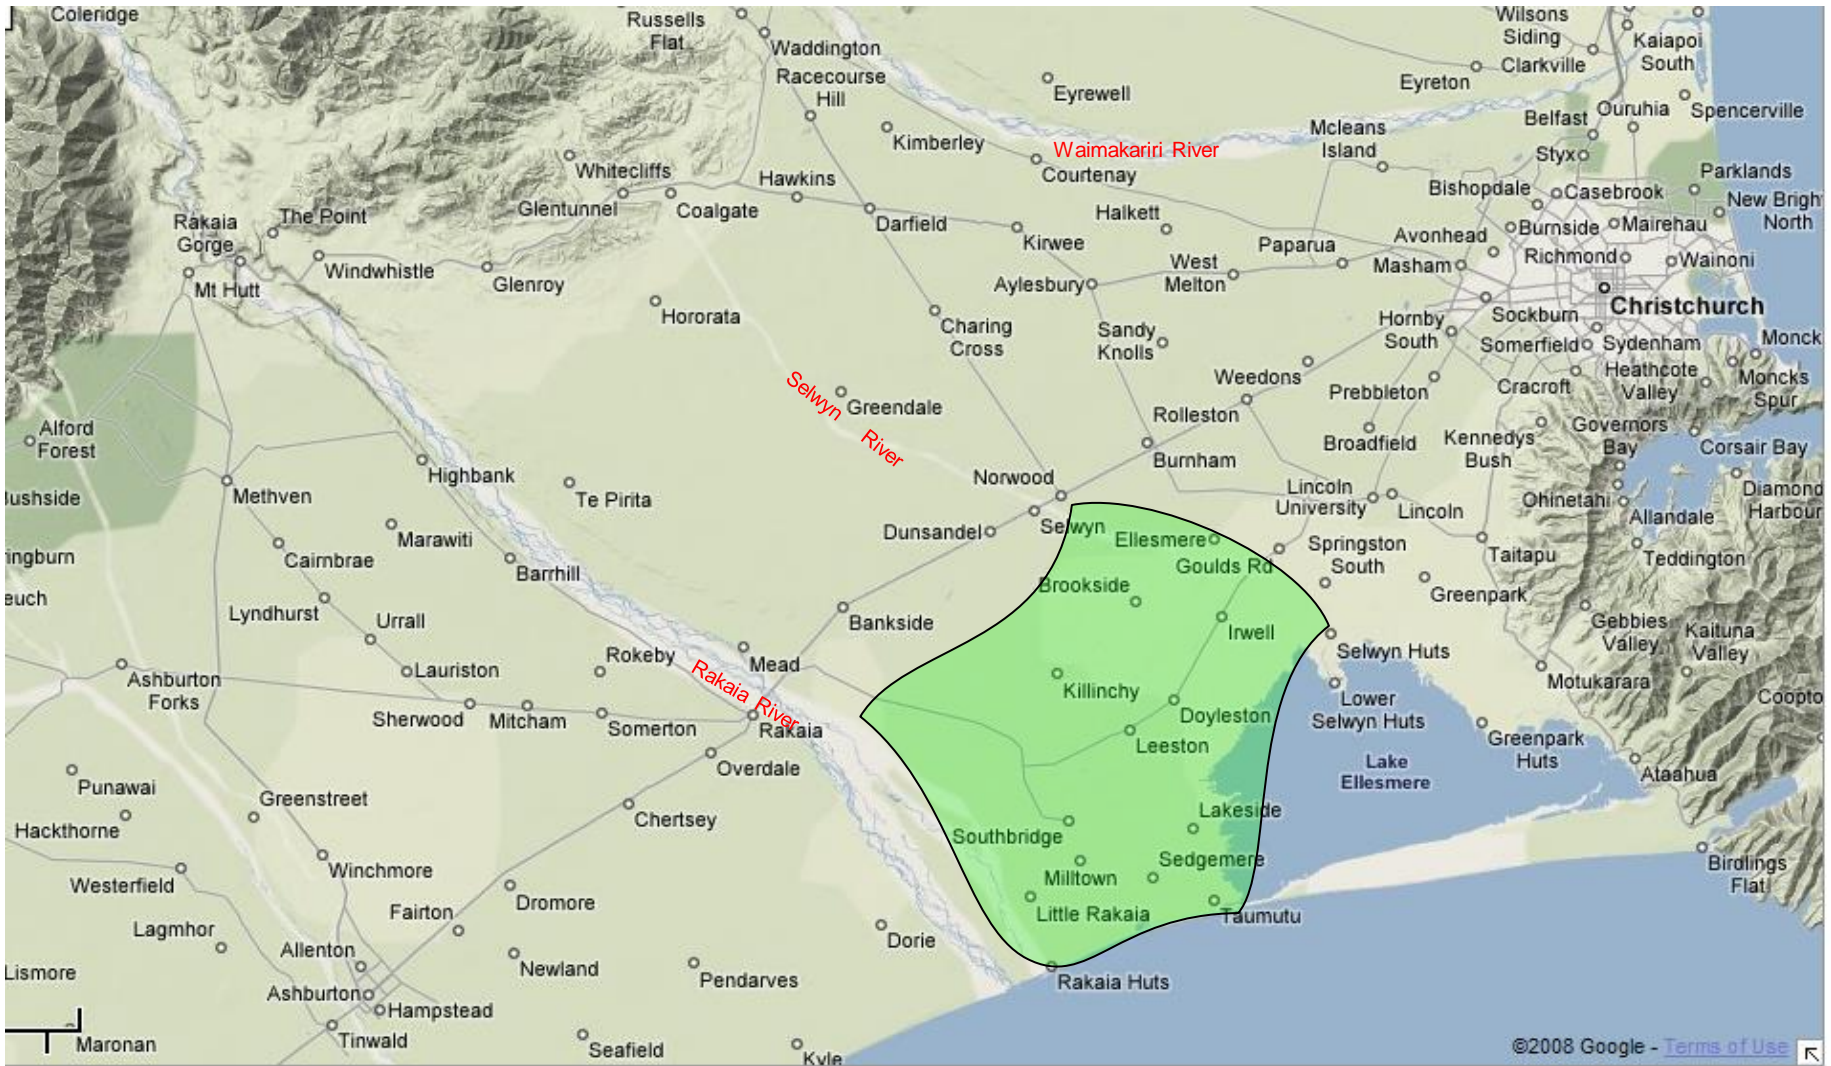 Coleridge
Russells
Flat
Waddington
Racecourse
Hill
Wilsons
Siding
Clarkville
Kaiapoi
South
Eyreton
Eyrewell
Kimberley
Belfast
Ouruhia
Spencerville
Mcleans
Island
Styx
Waimakariri River
Courtenay
Whitecliffs
Glentunnel
Coalgate
Hawkins
Darfield
Halkett
Kirwee
Bishopdale
Casebrook
Parklands
New Brigh
North
Burnside
Mairehau
Avonhead
Richmond
Wainoni
Masham
Paparua
West
Melton
Aylesbury
Rakaia
Gorge
The Point
Mt Hutt
Windwhistle
Glenroy
Hororata
Charing
Cross
Sandy
Knolls
Hornby
South
Sockburn
Christchurch
Somerfield
Sydenham
Monck
Heathcote
Valley
Moncks
Spur
Cracroft
Prebbleton
Weedons
Rolleston
Selwyn River
Greendale
Alford
Forest
Highbank
Methven
Te Pirita
Norwood
Burnham
Broadfield
Kennedys
Bush
Governors
Bay
Corsair Bay
Lincoln
University
Lincoln
Ohinetahi
Allandale
Diamond
Harbour
Teddington
Taitapu
Bushside
ringburn
euch
Marawiti
Cairnbrae
Barrhill
Lyndhurst
Urrall
Lauriston
Dunsandel
Selwyn
Ellesmere
Goulds Rd
Springston
South
Greenpark
Brookside
Irwell
Selwyn Huts
Gebbies
Valley
Kaituna
Valley
Motukarara
Coopto
Bankside
Mead
Rokeby
Rakaia River
Rakaia
Ashburton
Forks
Sherwood
Mitcham
Somerton
Overdale
Killinchy
Doyleston
Leeston
Lower
Selwyn Huts
Lake
Ellesmere
Greenpark
Huts
Ataahua
Punawai
Greenstreet
Hackthorne
Chertsey
Lakeside
Southbridge
Sedgemere
Milltown
Little Rakaia
Taumutu
Birdlings
Flat
Winchmore
Westerfield
Dromore
Fairton
Lagmhor
Allenton
Dorie
Newland
Pendarves
Rakaia Huts
Lismore
Ashburton
Hampstead
Tinwald
Maronan
Seafield
Kyle
©2008 Google - Terms of Use